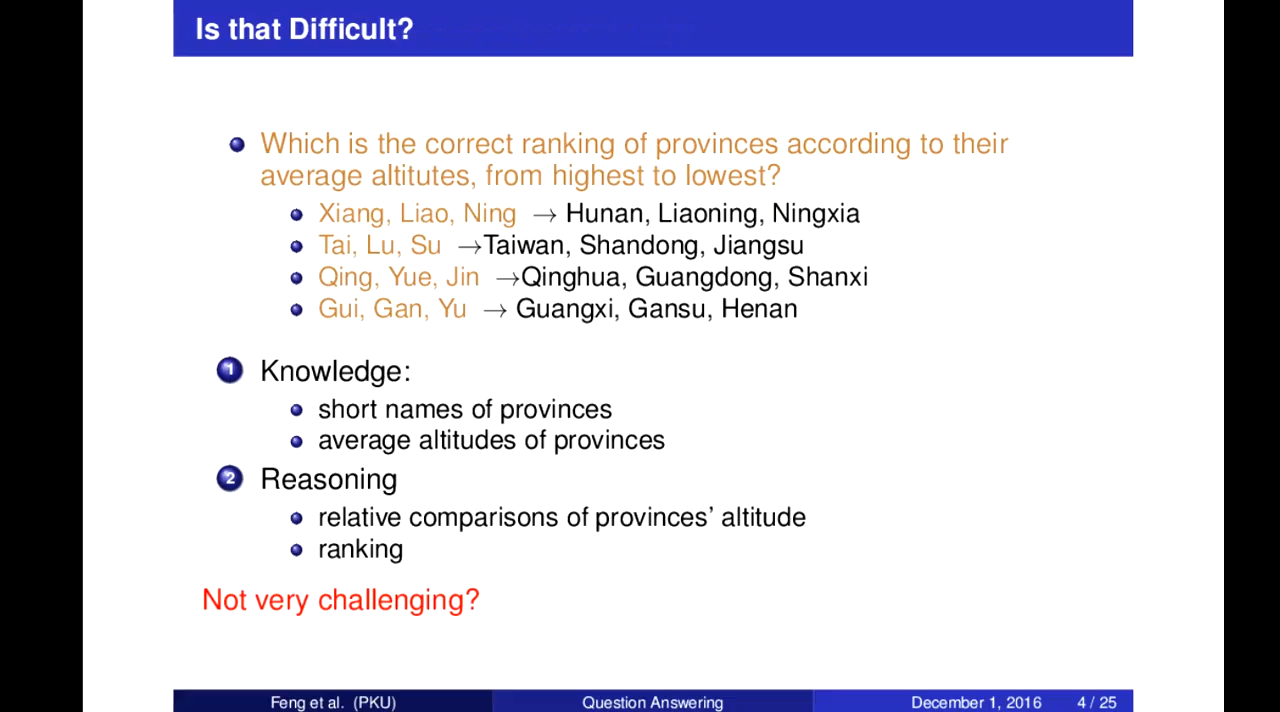 Is that Difficult?
Which is the correct ranking of provinces according to their
average altitutes, from highest to lowest?
Xiang, Liao, Ning → Hunan, Liaoning, Ningxia
Tai, Lu, Su →Taiwan, Shandong, Jiangsu
Qing, Yue, Jin →Qinghua, Guangdong, Shanxi
Gui, Gan, Yu → Guangxi, Gansu, Henan
1 Knowledge:
short names of provinces
average altitudes of provinces
2 Reasoning
relative comparisons of provinces' altitude
ranking
Not very challenging?
Feng et al. (PKU) Question Answering December 1, 2016 4 / 25